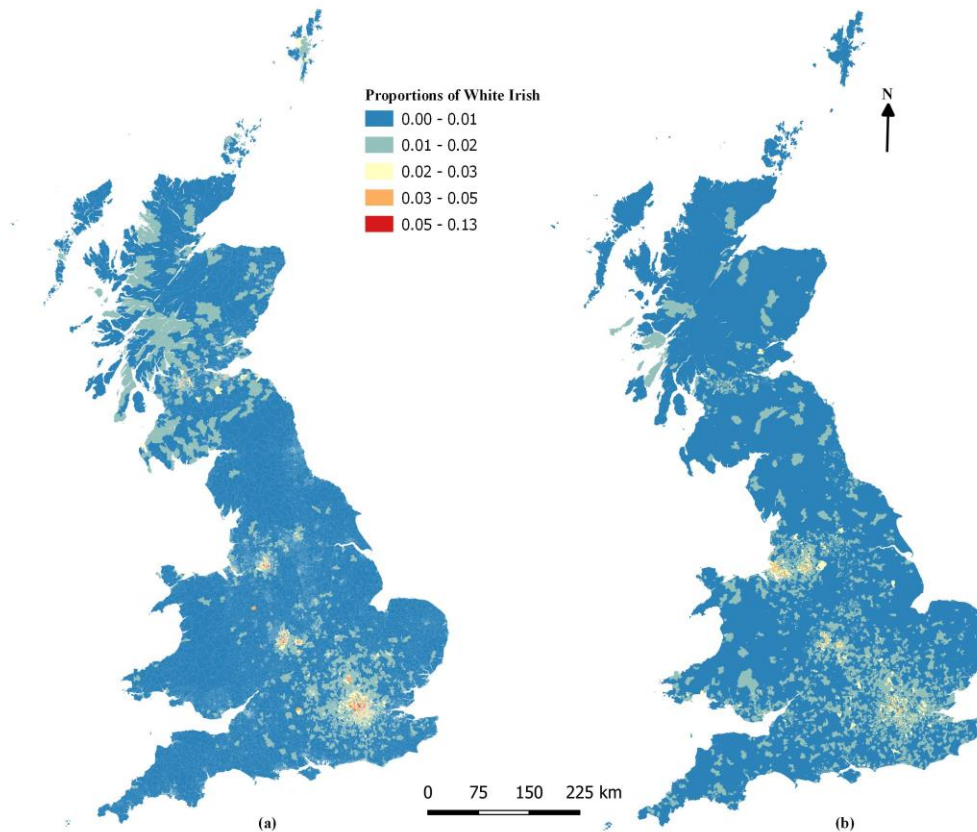 Proportions of White Irish
0.00 - 0.01
0.01 - 0.02
0.02 - 0.03
0.03 - 0.05
0.05 - 0.13
N
0 75 150 225 km
(a)
(b)